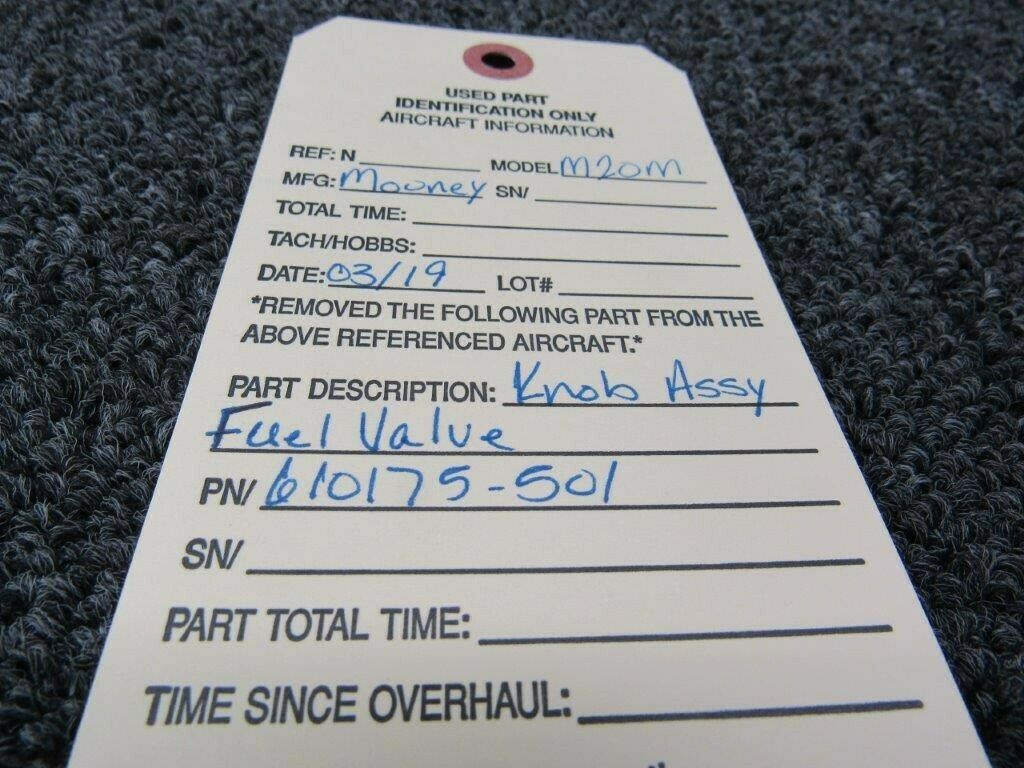 USED PART
IDENTIFICATION ONLY
AIRCRAFT INFORMATION
REF: N MODEL M20M
MFG: Mooney SN/
TOTAL TIME:
TACH/HOBBS:
DATE: 03/19 LOT#
*REMOVED THE FOLLOWING PART FROM THE
ABOVE REFERENCED AIRCRAFT.*
PART DESCRIPTION: Knob Assy
Fuel Valve
PN/ 610175-501
SN/
PART TOTAL TIME:
TIME SINCE OVERHAUL: